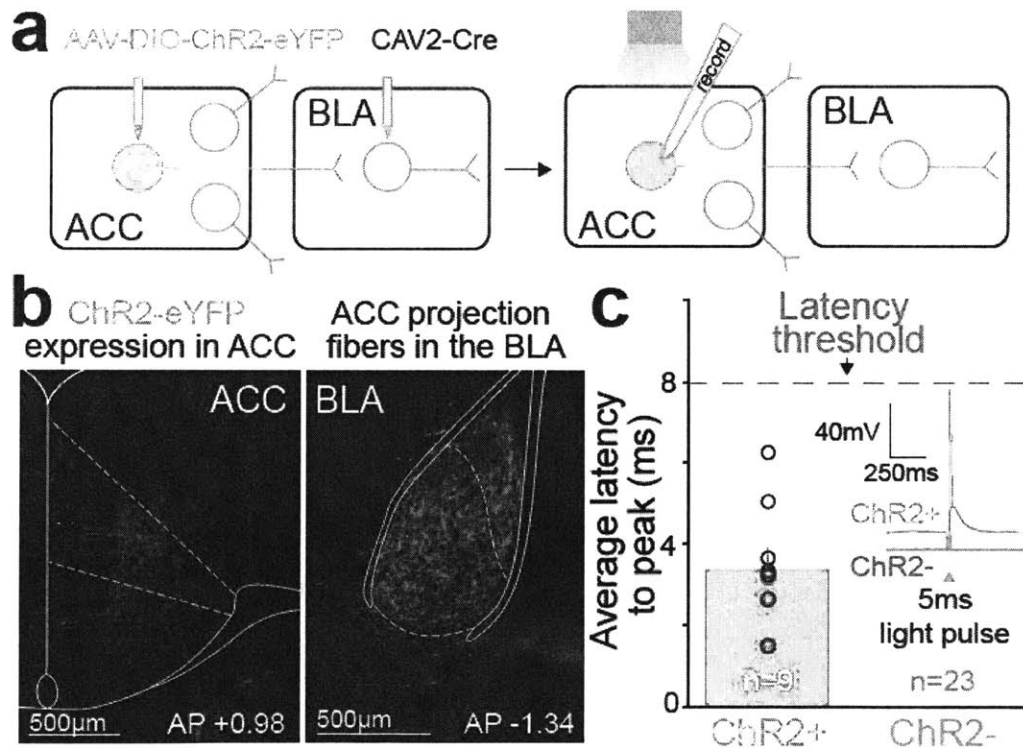 a
AAV-DIO-ChR2-eYFP CAV2-Cre
BLA
ACC
record
BLA
ACC
b
ChR2-eYFP
expression in ACC
ACC projection
fibers in the BLA
ACC
500µm
AP +0.98
BLA
500µm
AP -1.34
c
Latency
threshold
Average latency
to peak (ms)
8
4
0
40mV
250ms
ChR2+
ChR2-
5ms
light pulse
n=9
n=23
ChR2+
ChR2-